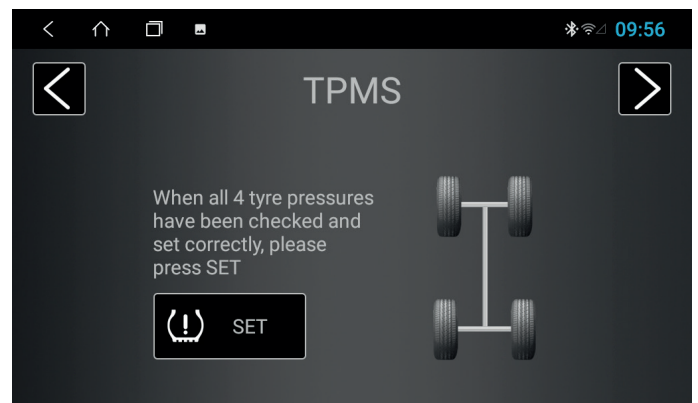 09:56
TPMS
When all 4 tyre pressures
have been checked and
set correctly, please
press SET
SET